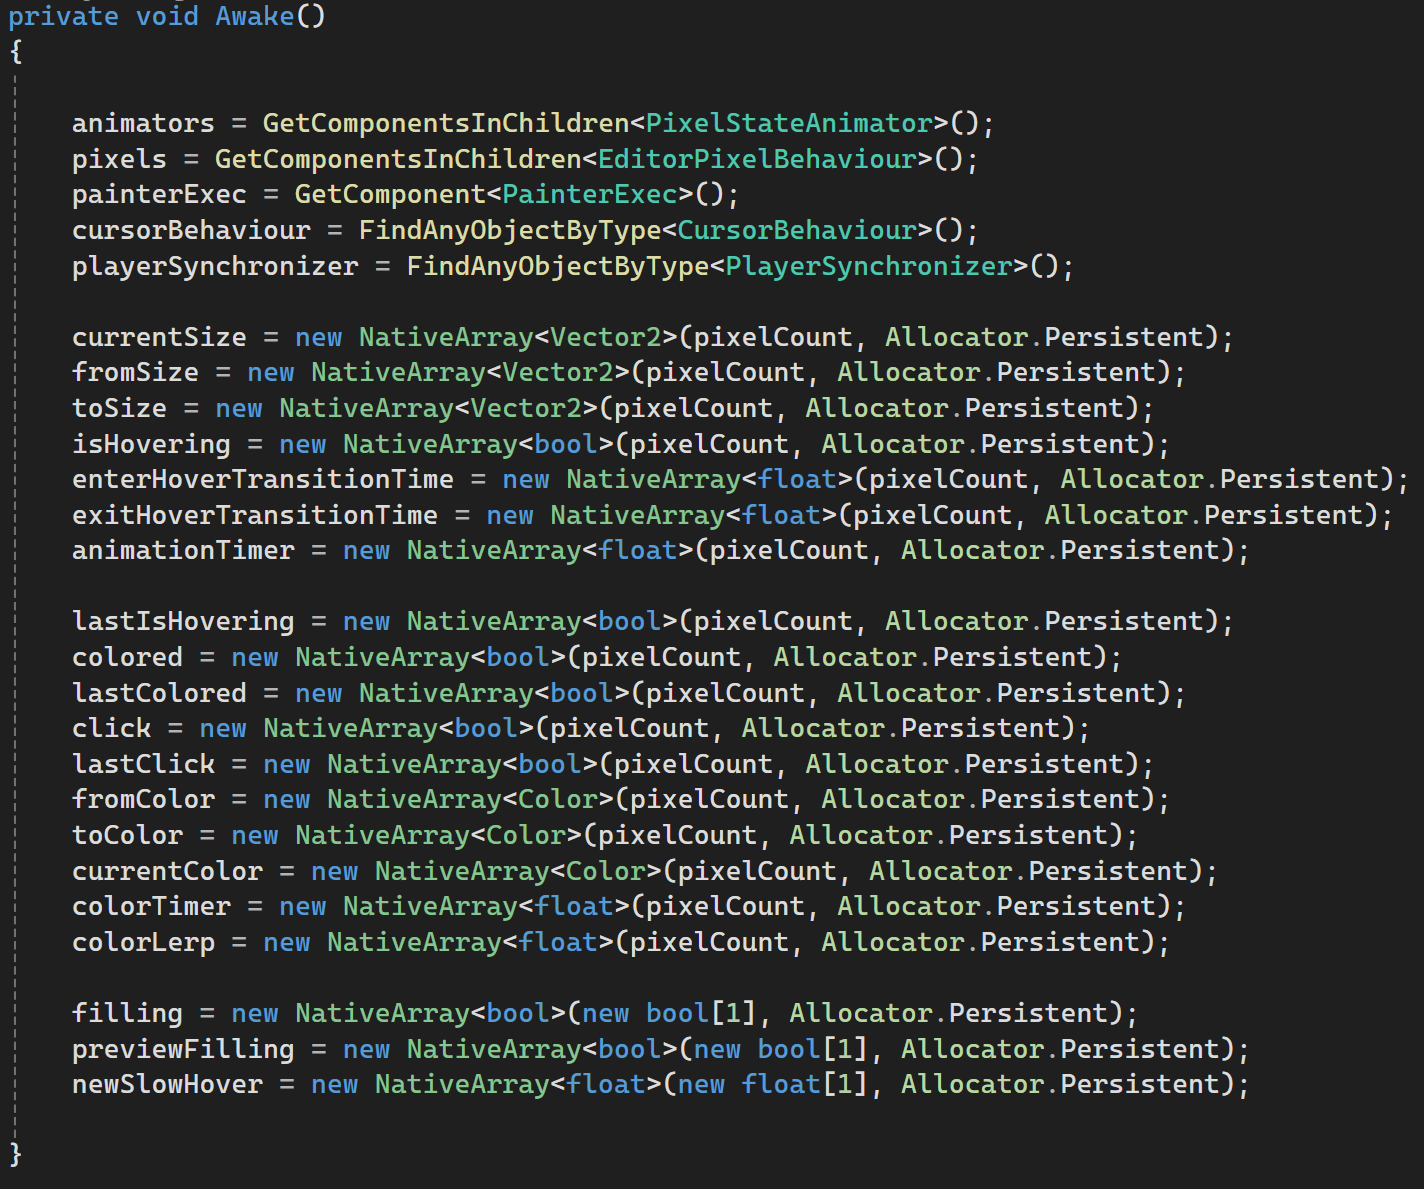 private void Awake()
{
animators = GetComponentsInChildren<PixelStateAnimator>();
pixels = GetComponentsInChildren<EditorPixelBehaviour>();
painterExec = GetComponent<PainterExec>();
cursorBehaviour = FindAnyObjectByType<CursorBehaviour>();
playerSynchronizer = FindAnyObjectByType<PlayerSynchronizer>();
currentSize = new NativeArray<Vector2>(pixelCount, Allocator.Persistent);
fromSize = new NativeArray<Vector2>(pixelCount, Allocator.Persistent);
toSize = new NativeArray<Vector2>(pixelCount, Allocator.Persistent);
isHovering = new NativeArray<bool>(pixelCount, Allocator.Persistent);
enterHoverTransitionTime = new NativeArray<float>(pixelCount, Allocator.Persistent);
exitHoverTransitionTime = new NativeArray<float>(pixelCount, Allocator.Persistent);
animationTimer = new NativeArray<float>(pixelCount, Allocator.Persistent);
lastIsHovering = new NativeArray<bool>(pixelCount, Allocator.Persistent);
colored = new NativeArray<bool>(pixelCount, Allocator.Persistent);
lastColored = new NativeArray<bool>(pixelCount, Allocator.Persistent);
click = new NativeArray<bool>(pixelCount, Allocator.Persistent);
lastClick = new NativeArray<bool>(pixelCount, Allocator.Persistent);
fromColor = new NativeArray<Color>(pixelCount, Allocator.Persistent);
toColor = new NativeArray<Color>(pixelCount, Allocator.Persistent);
currentColor = new NativeArray<Color>(pixelCount, Allocator.Persistent);
colorTimer = new NativeArray<float>(pixelCount, Allocator.Persistent);
colorLerp = new NativeArray<float>(pixelCount, Allocator.Persistent);
filling = new NativeArray<bool>(new bool[1], Allocator.Persistent);
previewFilling = new NativeArray<bool>(new bool[1], Allocator.Persistent);
newSlowHover = new NativeArray<float>(new float[1], Allocator.Persistent);
}